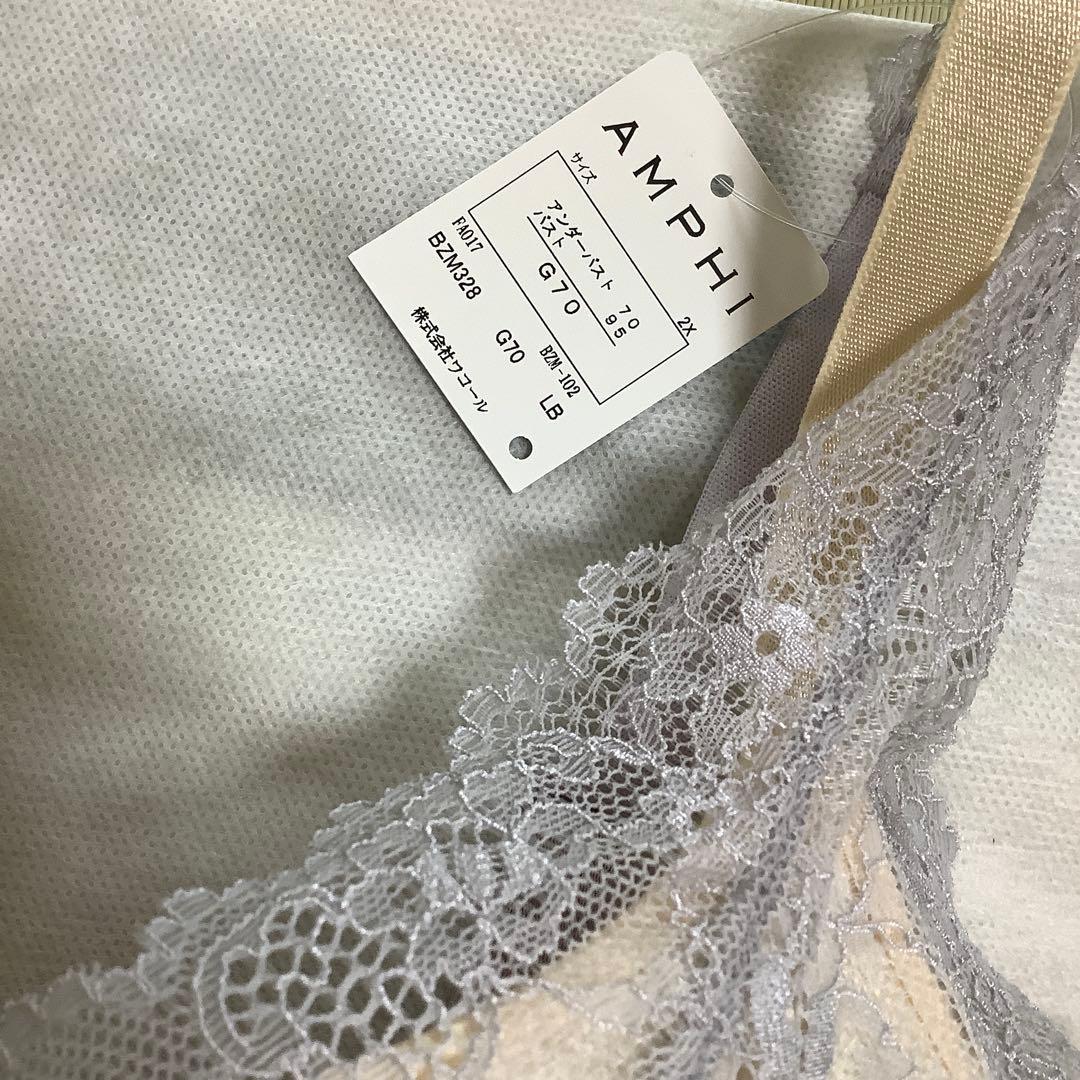 AMPHI
サイズ
2X
アンダーバスト 70
バスト 95
G70
FA017
BZM-102
BZM328 G70 LB
株式会社ワコール